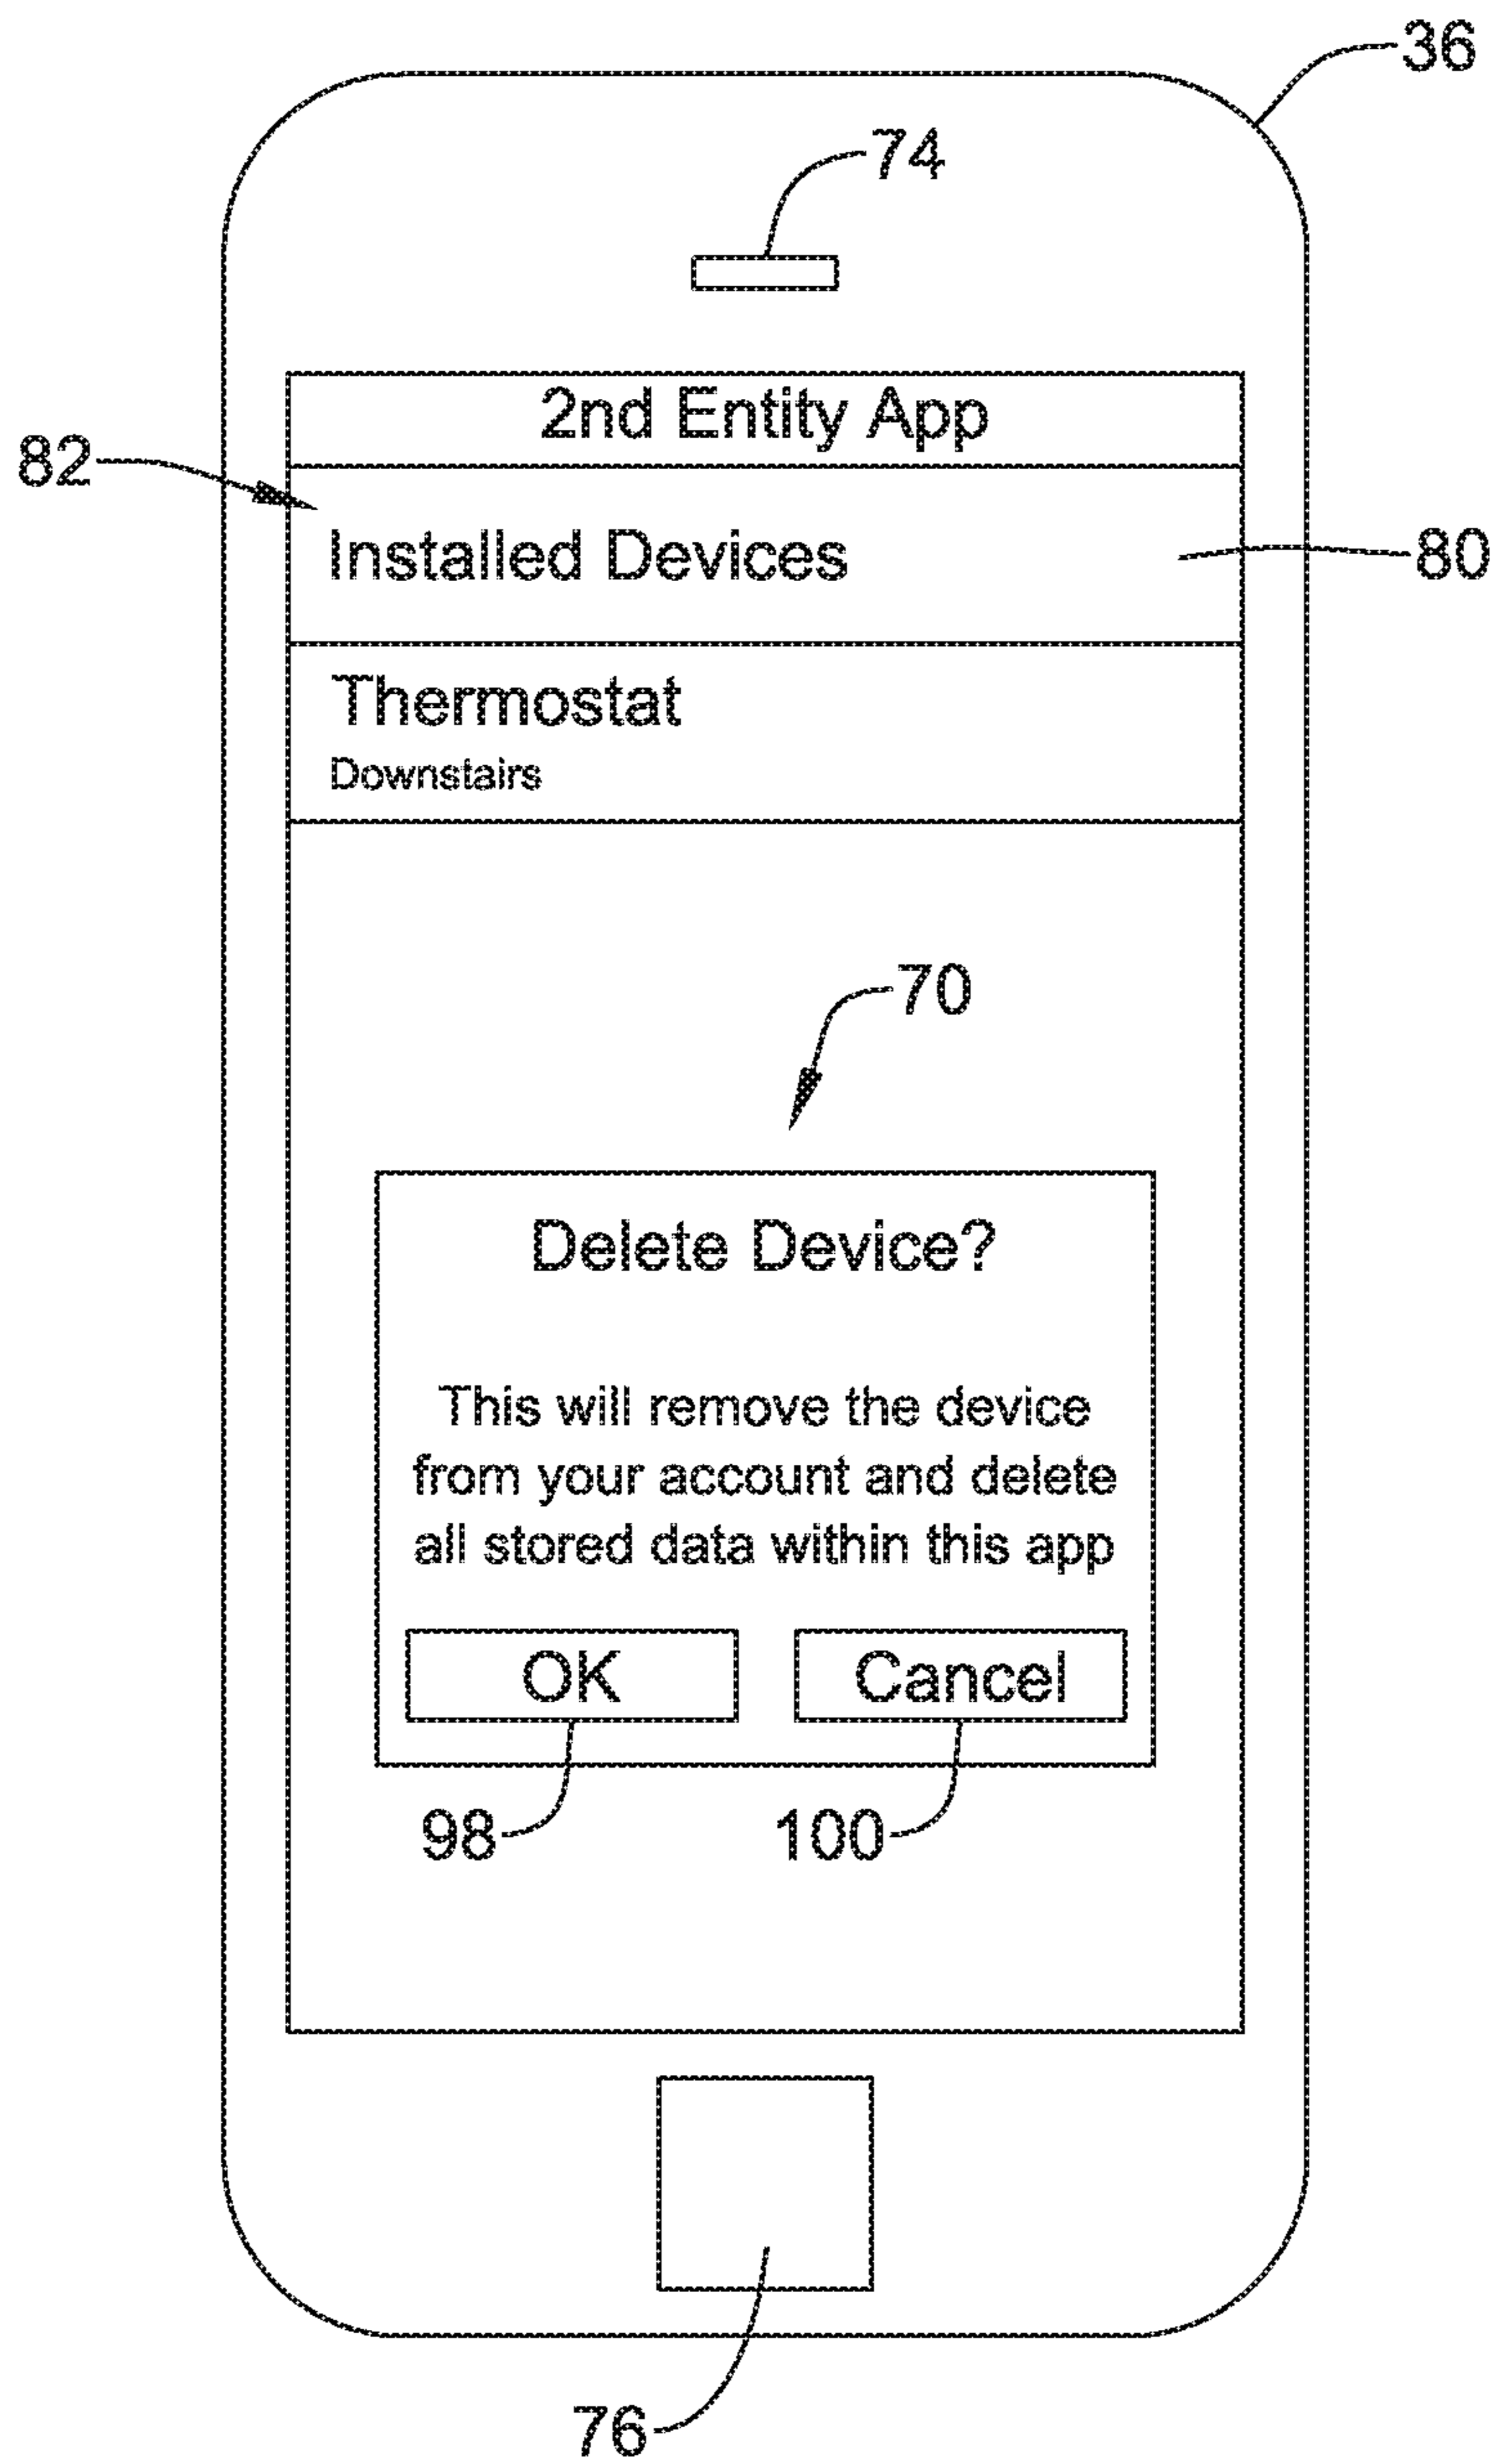 36
74
2nd Entity App
82
Installed Devices
80
Thermostat
Downstairs
70
Delete Device?
This will remove the device
from your account and delete
all stored data within this app
OK
Cancel
98
100
76